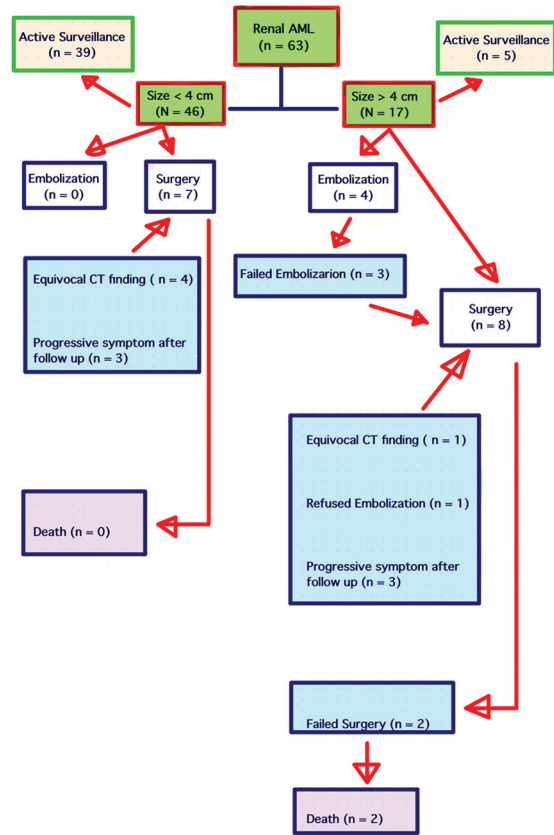 Renal AML
(n = 63)
Active Surveillance
(n = 39)
Active Surveillance
(n = 5)
Size < 4 cm
(N = 46)
Size > 4 cm
(N = 17)
Embolization
(n = 0)
Surgery
(n = 7)
Embolization
(n = 4)
Equivocal CT finding ( n = 4)
Progressive symptom after
follow up (n = 3)
Failed Embolizarion (n = 3)
Surgery
(n = 8)
Equivocal CT finding ( n = 1)
Refused Embolization (n = 1)
Progressive symptom after
follow up (n = 3)
Death (n = 0)
Failed Surgery (n = 2)
Death (n = 2)